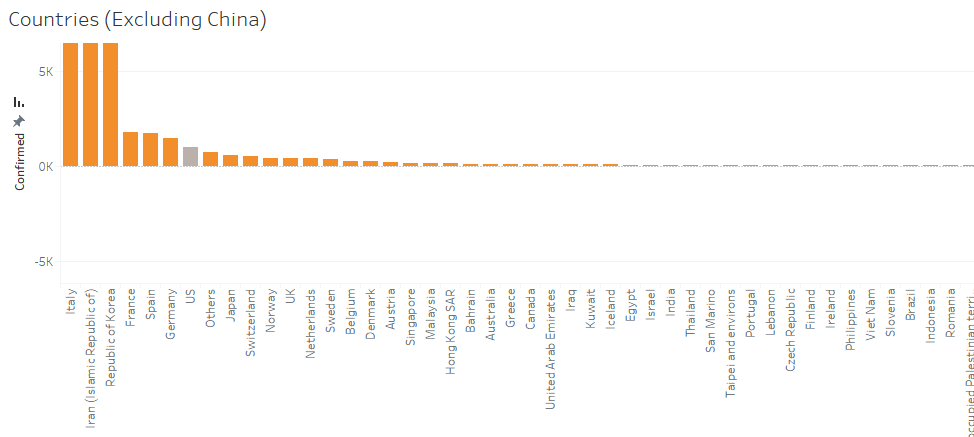 Countries (Excluding China)
5K
0K
-5K
Confirmed
Italy
Iran (Islamic Republic of)
Republic of Korea
France
Spain
Germany
US
Others
Japan
Switzerland
Norway
UK
Netherlands
Sweden
Belgium
Denmark
Austria
Singapore
Malaysia
Hong Kong SAR
Bahrain
Australia
Greece
Canada
United Arab Emirates
Iraq
Kuwait
Iceland
Egypt
Israel
India
Thailand
San Marino
Taipei and environs
Portugal
Lebanon
Czech Republic
Finland
Ireland
Philippines
Viet Nam
Slovenia
Brazil
Indonesia
Romania
occupied Palestinian terri